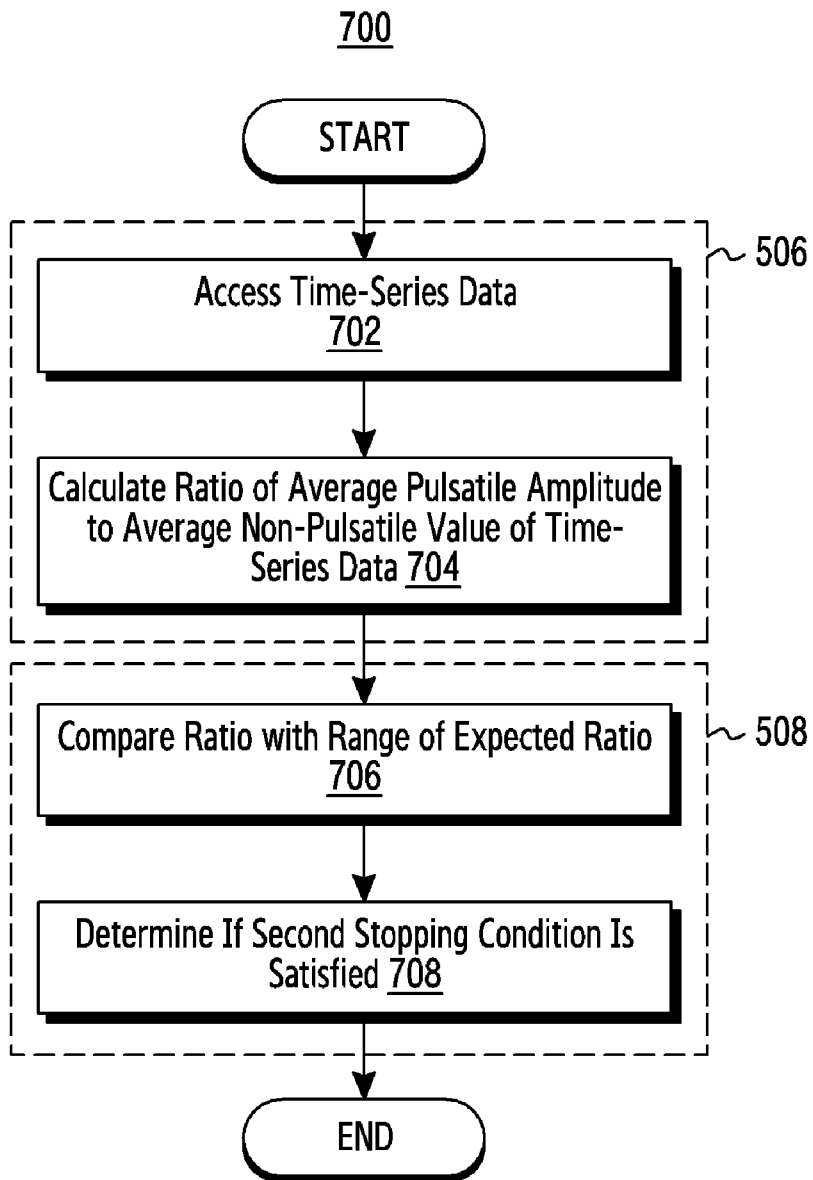 700
START
506
Access Time-Series Data
702
Calculate Ratio of Average Pulsatile Amplitude
to Average Non-Pulsatile Value of Time-
Series Data 704
508
Compare Ratio with Range of Expected Ratio
706
Determine If Second Stopping Condition Is
Satisfied 708
END